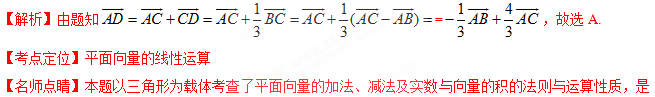 【解析】由题知 $\overrightarrow{AD}=\overrightarrow{AC}+\overrightarrow{CD}=\overrightarrow{AC}+\frac{1}{3}\overrightarrow{BC}=\overrightarrow{AC}+\frac{1}{3}(\overrightarrow{AC}-\overrightarrow{AB})==-\frac{1}{3}\overrightarrow{AB}+\frac{4}{3}\overrightarrow{AC}$，故选 A.
【考点定位】平面向量的线性运算
【名师点睛】本题以三角形为载体考查了平面向量的加法、减法及实数与向量的积的法则与运算性质，是